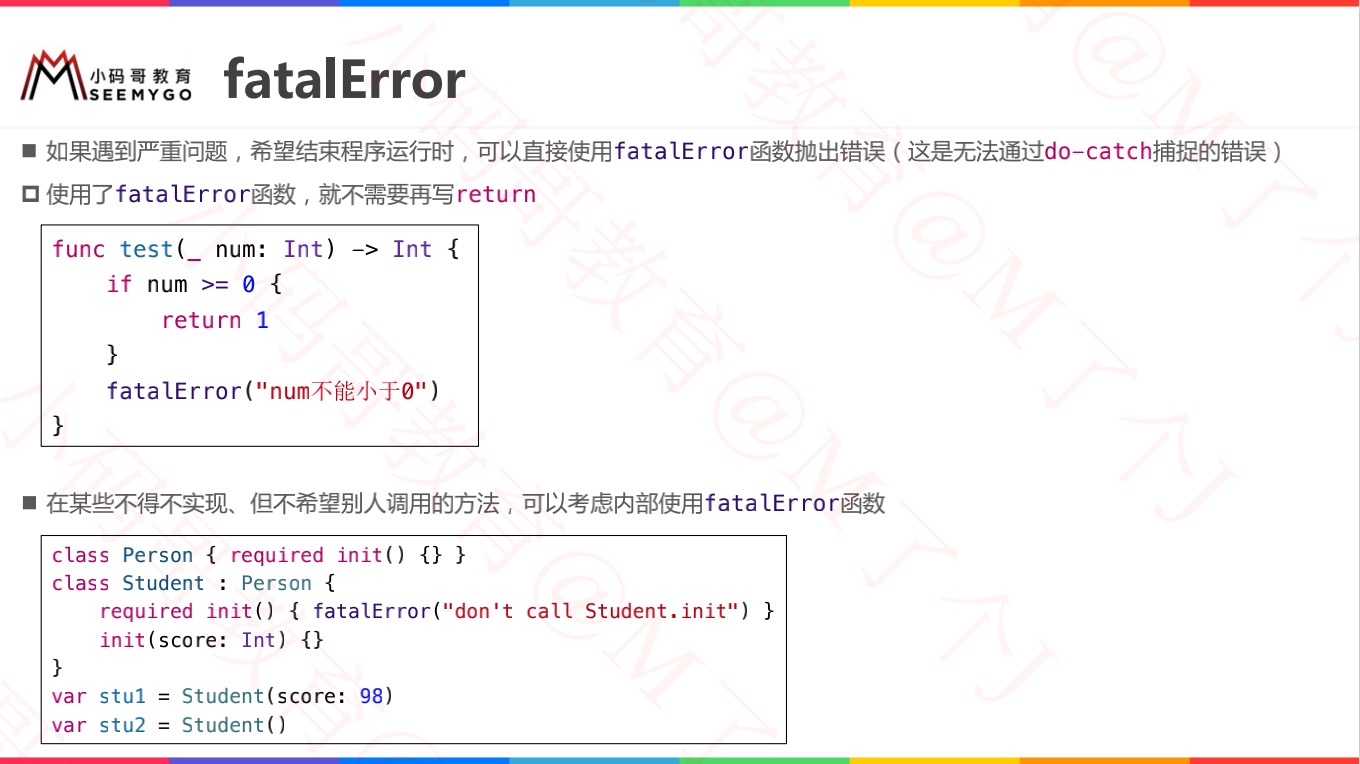 小码哥教育
SEEMYGO
fatalError
如果遇到严重问题，希望结束程序运行时，可以直接使用fatalError函数抛出错误（这是无法通过do-catch捕捉的错误）
使用了fatalError函数，就不需要再写return
func test(_ num: Int) -> Int {
    if num >= 0 {
        return 1
    }
    fatalError("num不能小于0")
}
在某些不得不实现、但不希望别人调用的方法，可以考虑内部使用fatalError函数
class Person { required init() {} }
class Student : Person {
    required init() { fatalError("don't call Student.init") }
    init(score: Int) {}
}
var stu1 = Student(score: 98)
var stu2 = Student()
小码哥教育@M了个J